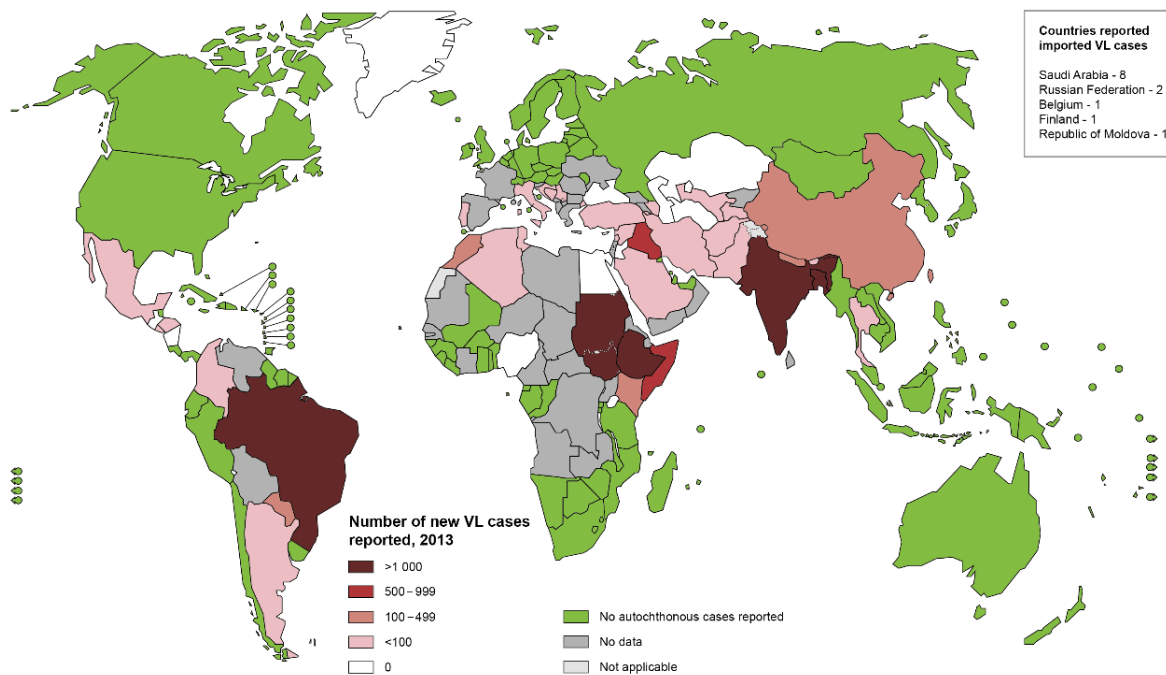 Countries reported
imported VL cases
Saudi Arabia - 8
Russian Federation - 2
Belgium - 1
Finland - 1
Republic of Moldova - 1
Number of new VL cases
reported, 2013
>1 000
500–999
100–499
<100
0
No autochthonous cases reported
No data
Not applicable